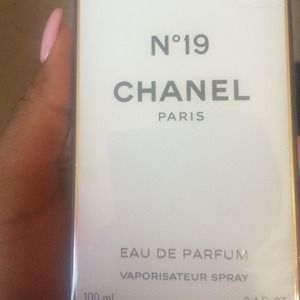 N°19
CHANEL
PARIS
EAU DE PARFUM
VAPORISATEUR SPRAY
100 ml